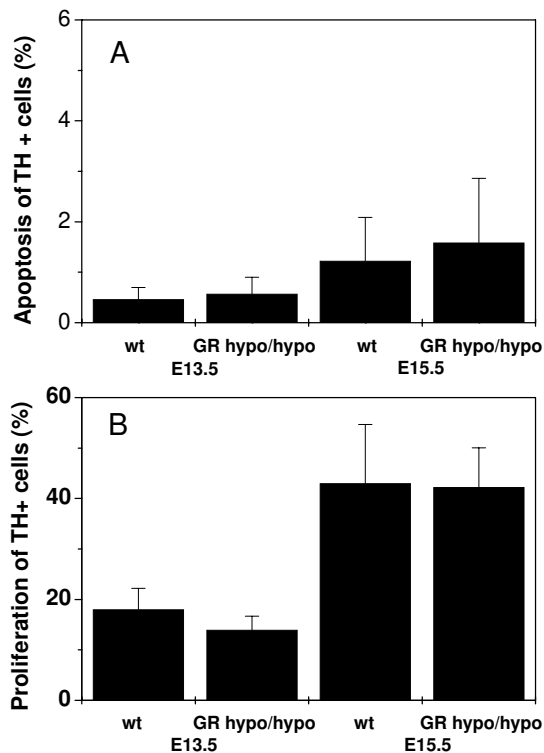 Apoptosis of TH + cells (%)
A
6
4
2
0
wt GR hypo/hypo wt GR hypo/hypo
E13.5 E15.5
Proliferation of TH+ cells (%)
B
60
40
20
0
wt GR hypo/hypo wt GR hypo/hypo
E13.5 E15.5